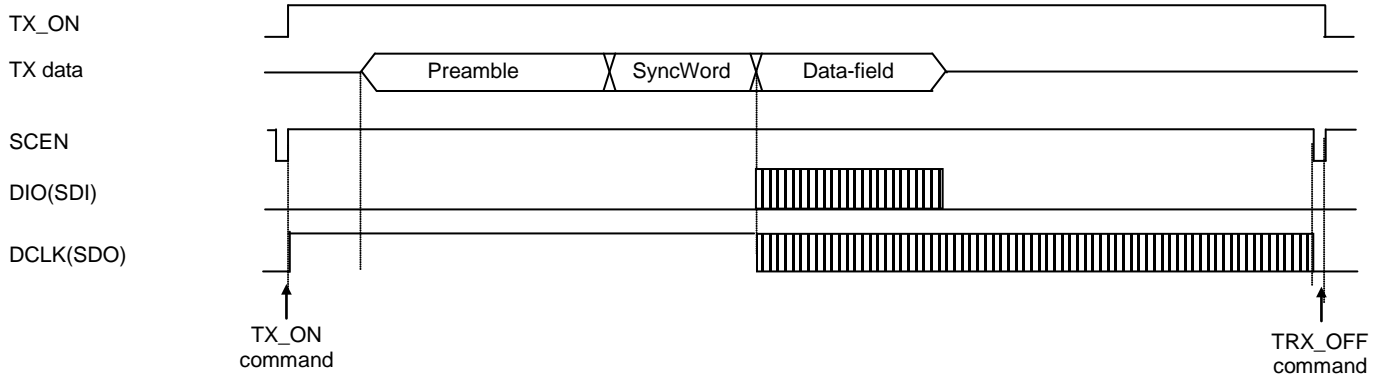 TX_ON
TX data
Preamble
SyncWord
Data-field
SCEN
DIO(SDI)
DCLK(SDO)
TX_ON
command
TRX_OFF
command